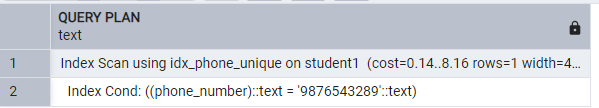 QUERY PLAN
text
1 Index Scan using idx_phone_unique on student1 (cost=0.14..8.16 rows=1 width=4...
2 Index Cond: ((phone_number)::text = '9876543289'::text)